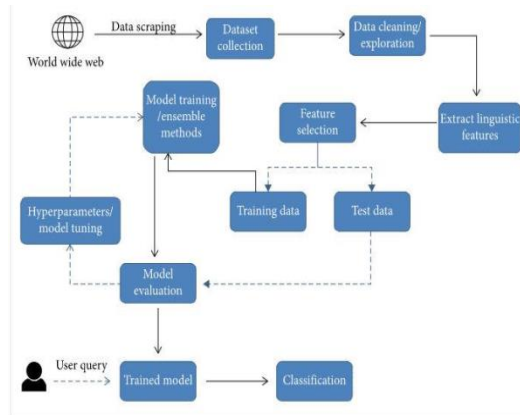 Data scraping
World wide web
Dataset
collection
Data cleaning/
exploration
Model training
/ensemble
methods
Feature
selection
Extract linguistic
features
Hyperparameters/
model tuning
Training data
Test data
Model
evaluation
User query
Trained model
Classification